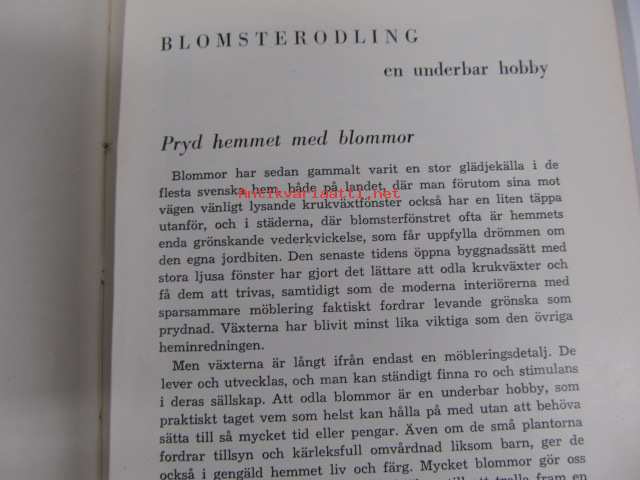 BLOMSTERODLING
en underbar hobby
Pryd hemmet med blommor
Blommor har sedan gammalt varit en stor glädjekälla i de
flesta svenska hem, både på landet, där man förutom sina mot
Antikvariaatti.net
vägen vänligt lysande krukväxtfönster också har en liten täppa
utanför, och i städerna, där blomsterfönstret ofta är hemmets
enda grönskande vederkvickelse, som får uppfylla drömmen om
den egna jordbiten. Den senaste tidens öppna byggnadssätt med
stora ljusa fönster har gjort det lättare att odla krukväxter och
få dem att trivas, samtidigt som de moderna interiörerna med
sparsammare möblering faktiskt fordrar levande grönska som
prydnad. Växterna har blivit minst lika viktiga som den övriga
heminredningen.
Men växterna är långt ifrån endast en möbleringsdetalj. De
lever och utvecklas, och man kan ständigt finna ro och stimulans
i deras sällskap. Att odla blommor är en underbar hobby, som
praktiskt taget vem som helst kan hålla på med utan att behöva
sätta till så mycket tid eller pengar. Även om de små plantorna
fordrar tillsyn och kärleksfull omvårdnad liksom barn, ger de
också i gengäld hemmet liv och färg. Mycket blommor gör oss
till att trolla fram en